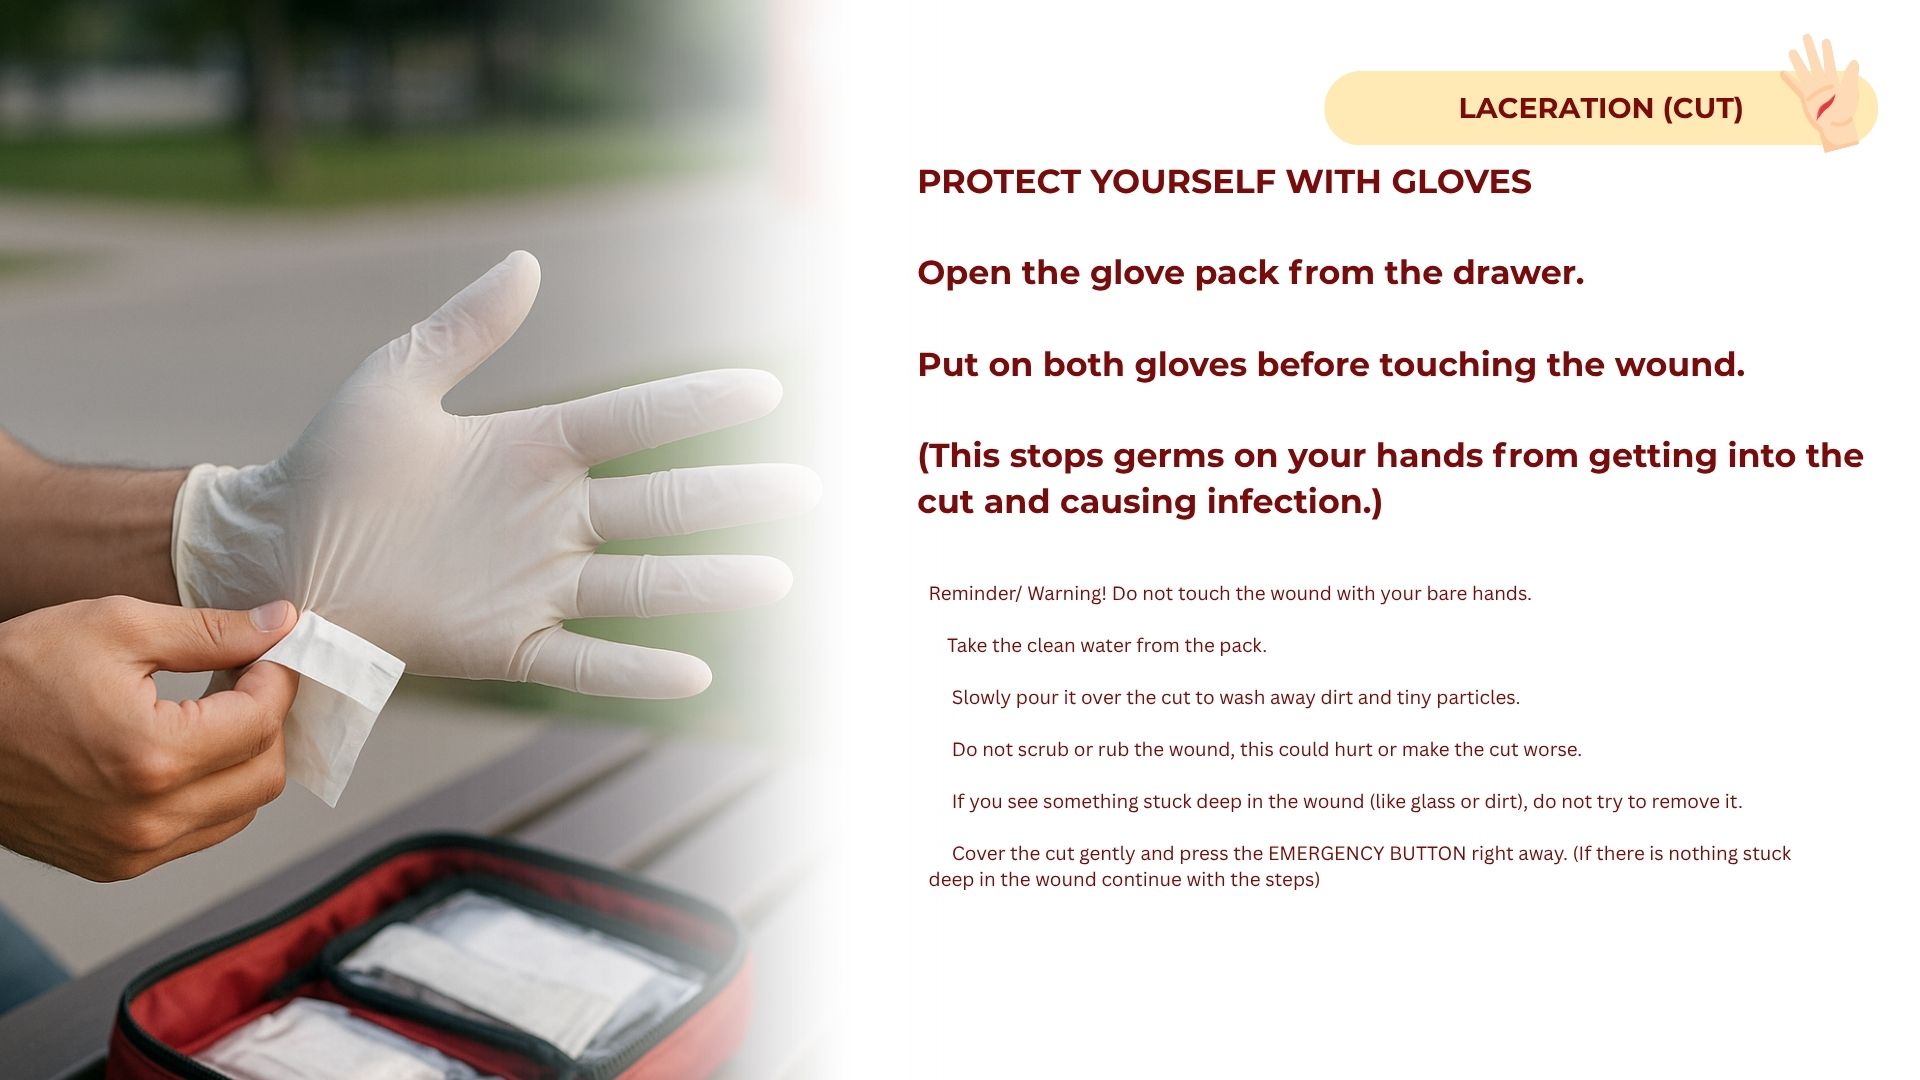 LACERATION (CUT)
PROTECT YOURSELF WITH GLOVES
Open the glove pack from the drawer.
Put on both gloves before touching the wound.
(This stops germs on your hands from getting into the
cut and causing infection.)
Reminder/ Warning! Do not touch the wound with your bare hands.
Take the clean water from the pack.
Slowly pour it over the cut to wash away dirt and tiny particles.
Do not scrub or rub the wound, this could hurt or make the cut worse.
If you see something stuck deep in the wound (like glass or dirt), do not try to remove it.
Cover the cut gently and press the EMERGENCY BUTTON right away. (If there is nothing stuck
deep in the wound continue with the steps)